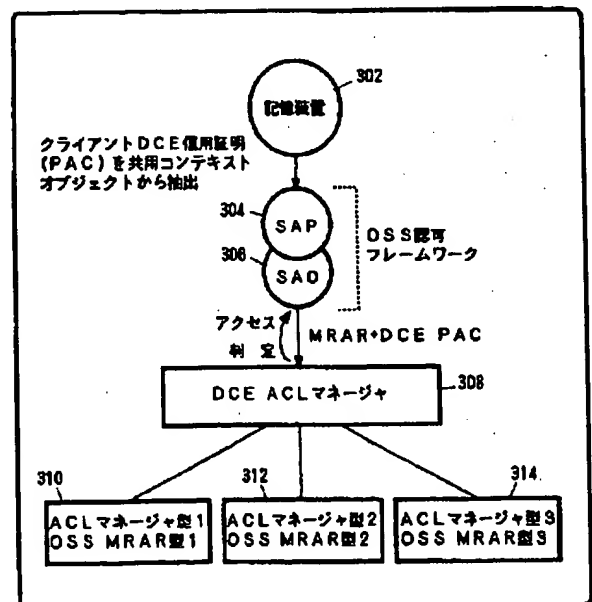 302
記憶装置
クライアントDCE信用証明
(PAC)を共用コンテキスト
オブジェクトから抽出
304
SAP
306
SAO
OSS認可
フレームワーク
アクセス
判定
MRAR+DCE PAC
DCE ACLマネージャ
308
310
312
314
ACLマネージャ型1
OSS MRAR型1
ACLマネージャ型2
OSS MRAR型2
ACLマネージャ型3
OSS MRAR型3